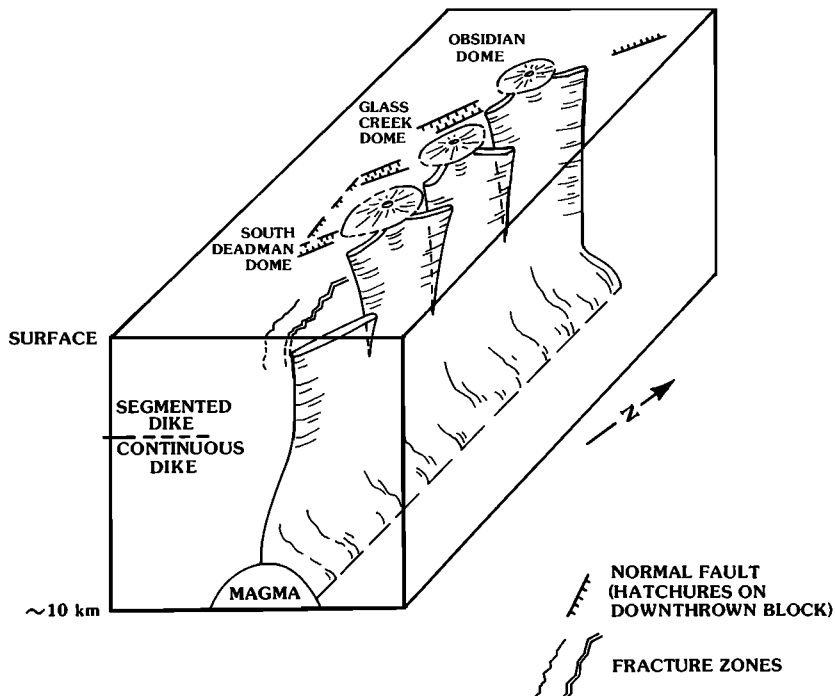 OBSIDIAN
DOME
GLASS
CREEK
DOME
SOUTH
DEADMAN
DOME
SURFACE
SEGMENTED
DIKE
CONTINUOUS
DIKE
N
MAGMA
~10 km
NORMAL FAULT
(HATCHURES ON
DOWNTHROWN BLOCK)
FRACTURE ZONES